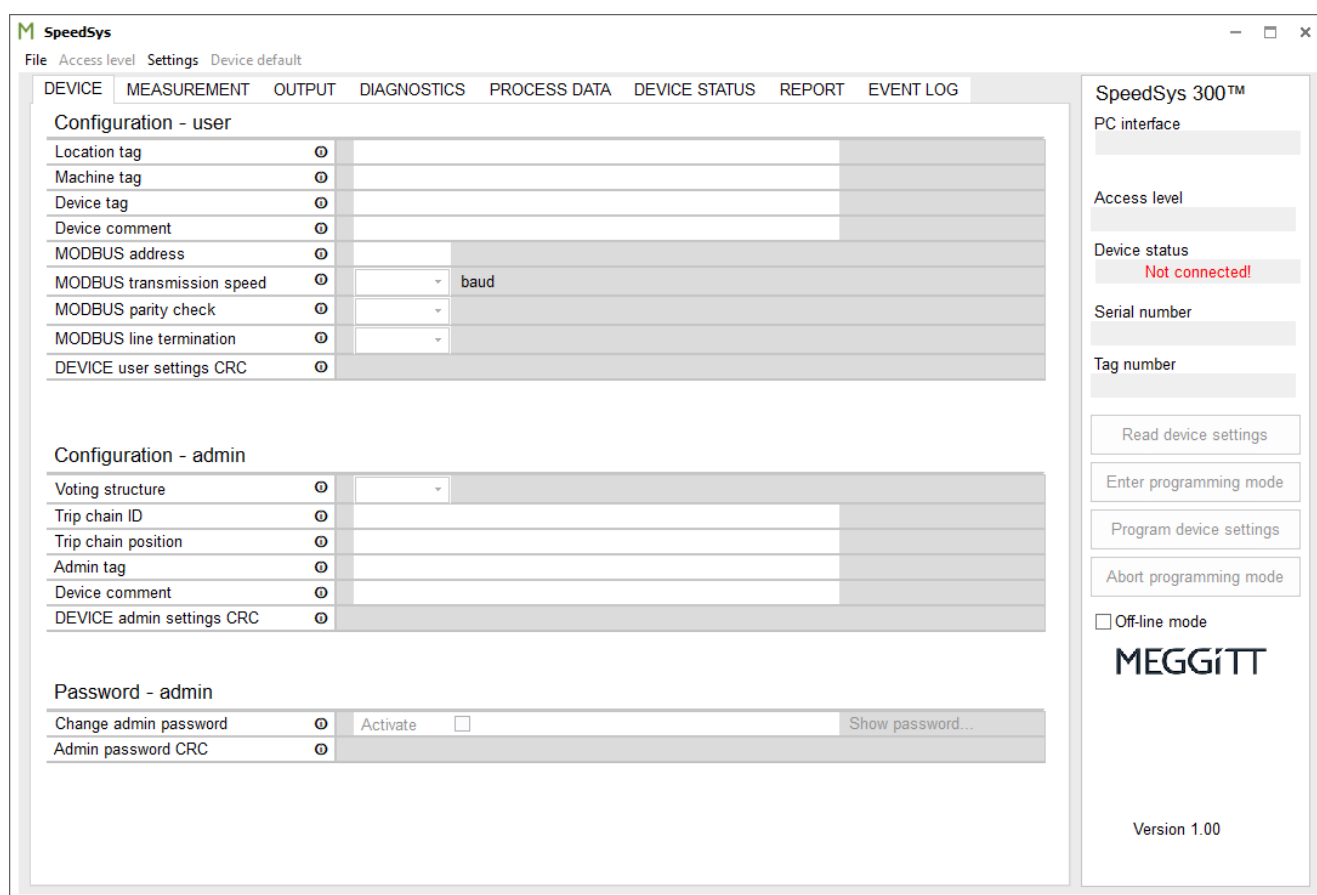 SpeedSys
File Access level Settings Device default
DEVICE MEASUREMENT OUTPUT DIAGNOSTICS PROCESS DATA DEVICE STATUS REPORT EVENT LOG
Configuration - user
Location tag
Machine tag
Device tag
Device comment
MODBUS address
MODBUS transmission speed baud
MODBUS parity check
MODBUS line termination
DEVICE user settings CRC
Configuration - admin
Voting structure
Trip chain ID
Trip chain position
Admin tag
Device comment
DEVICE admin settings CRC
Password - admin
Change admin password Activate Show password...
Admin password CRC
SpeedSys 300™
PC interface
Access level
Device status
Not connected!
Serial number
Tag number
Read device settings
Enter programming mode
Program device settings
Abort programming mode
Off-line mode
MEGGiTT
Version 1.00